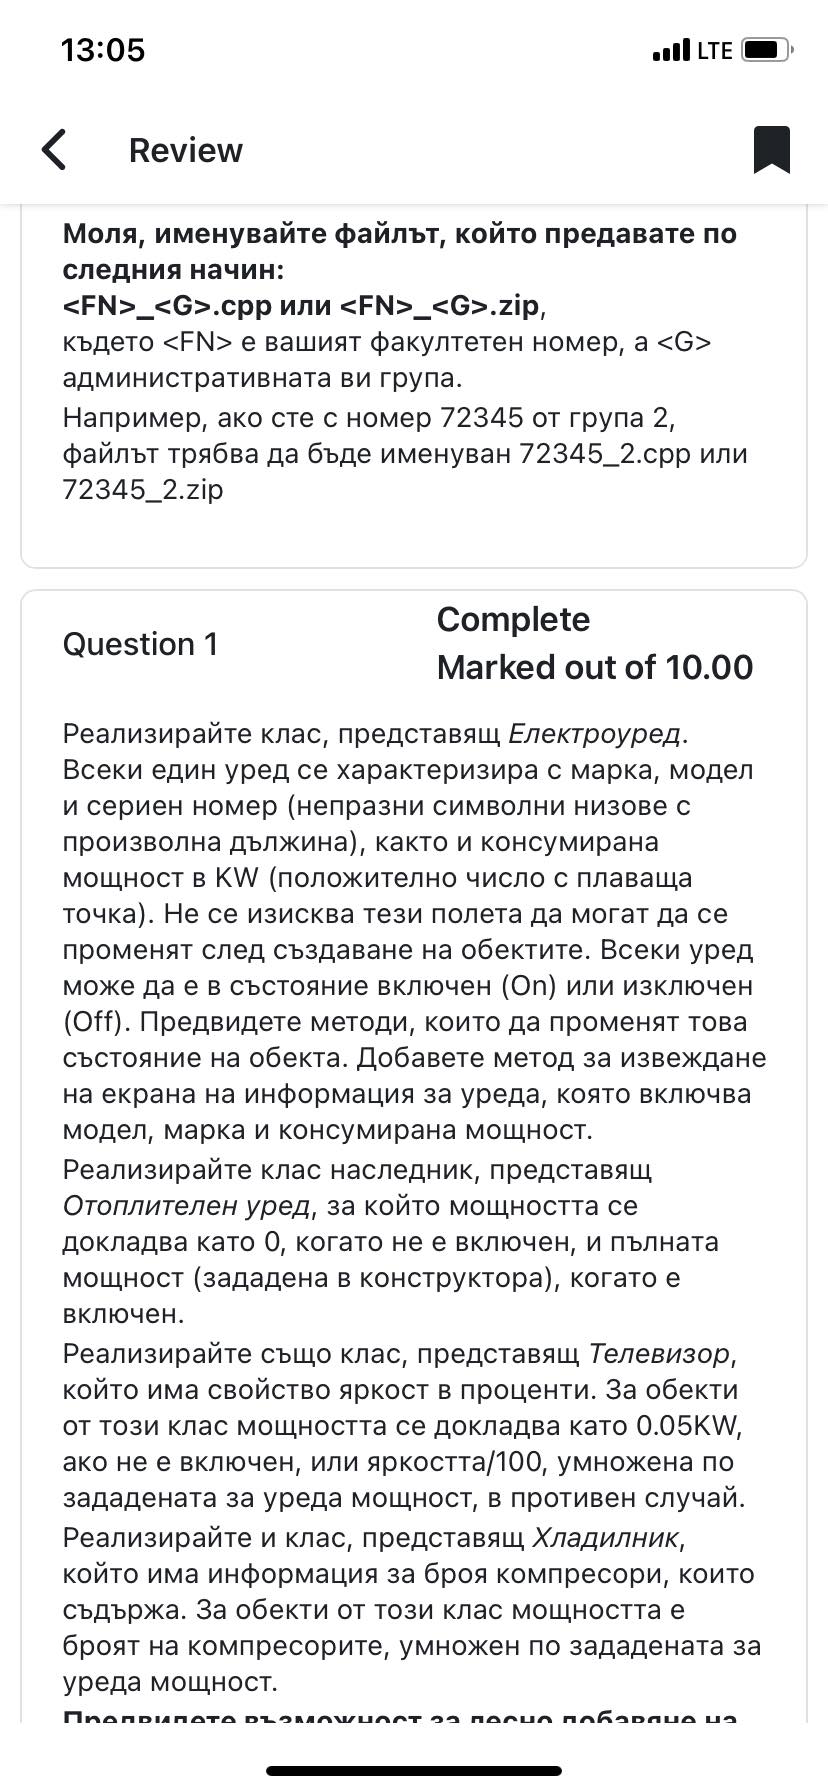 13:05
LTE
Review
Моля, именувайте файлът, който предавате по
следния начин:
<FN>_<G>.cpp или <FN>_<G>.zip,
където <FN> е вашият факултетен номер, а <G>
административната ви група.
Например, ако сте с номер 72345 от група 2,
файлът трябва да бъде именуван 72345_2.cpp или
72345_2.zip
Question 1
Complete
Marked out of 10.00
Реализирайте клас, представящ Електроуред.
Всеки един уред се характеризира с марка, модел
и сериен номер (непразни символни низове с
произволна дължина), както и консумирана
мощност в KW (положително число с плаваща
точка). Не се изисква тези полета да могат да се
променят след създаване на обектите. Всеки уред
може да е в състояние включен (On) или изключен
(Off). Предвидете методи, които да променят това
състояние на обекта. Добавете метод за извеждане
на екрана на информация за уреда, която включва
модел, марка и консумирана мощност.
Реализирайте клас наследник, представящ
Отоплителен уред, за който мощността се
докладва като 0, когато не е включен, и пълната
мощност (зададена в конструктора), когато е
включен.
Реализирайте също клас, представящ Телевизор,
който има свойство яркост в проценти. За обекти
от този клас мощността се докладва като 0.05KW,
ако не е включен, или яркостта/100, умножена по
зададената за уреда мощност, в противен случай.
Реализирайте и клас, представящ Хладилник,
който има информация за броя компресори, които
съдържа. За обекти от този клас мощността е
броят на компресорите, умножен по зададената за
уреда мощност.
Предвидете възможност за лесно добавяне на